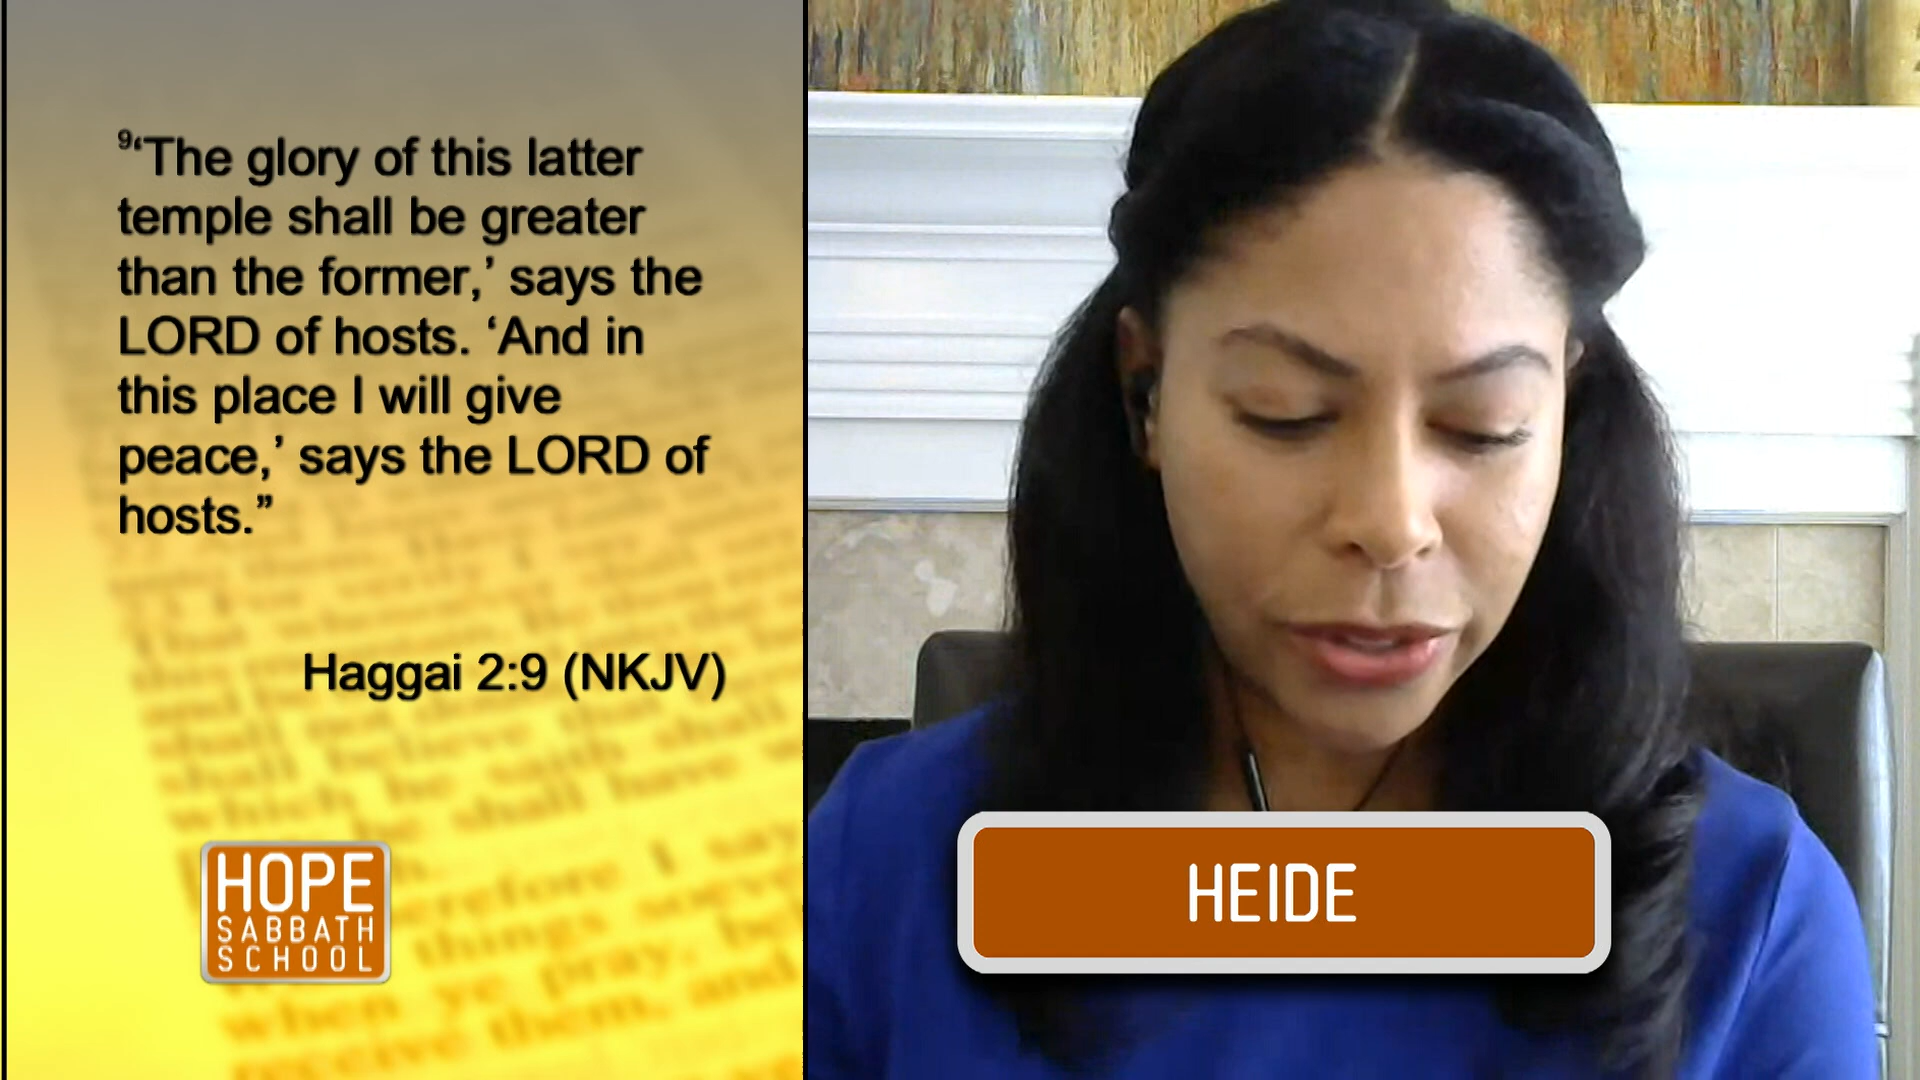 ⁹‘The glory of this latter
temple shall be greater
than the former,’ says the
LORD of hosts. ‘And in
this place I will give
peace,’ says the LORD of
hosts.”
Haggai 2:9 (NKJV)
HOPE
SABBATH
SCHOOL
HEIDE